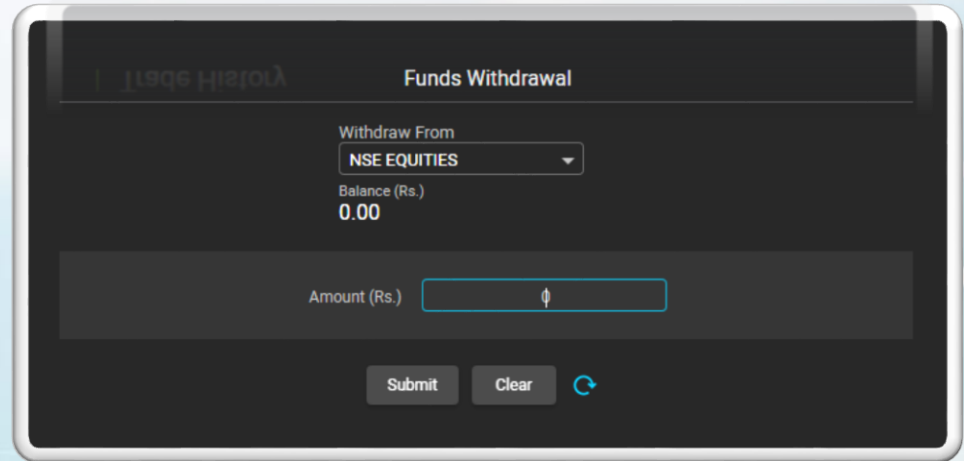 Trade History
Funds Withdrawal
Withdraw From
NSE EQUITIES
Balance (Rs.)
0.00
Amount (Rs.)
0
Submit
Clear